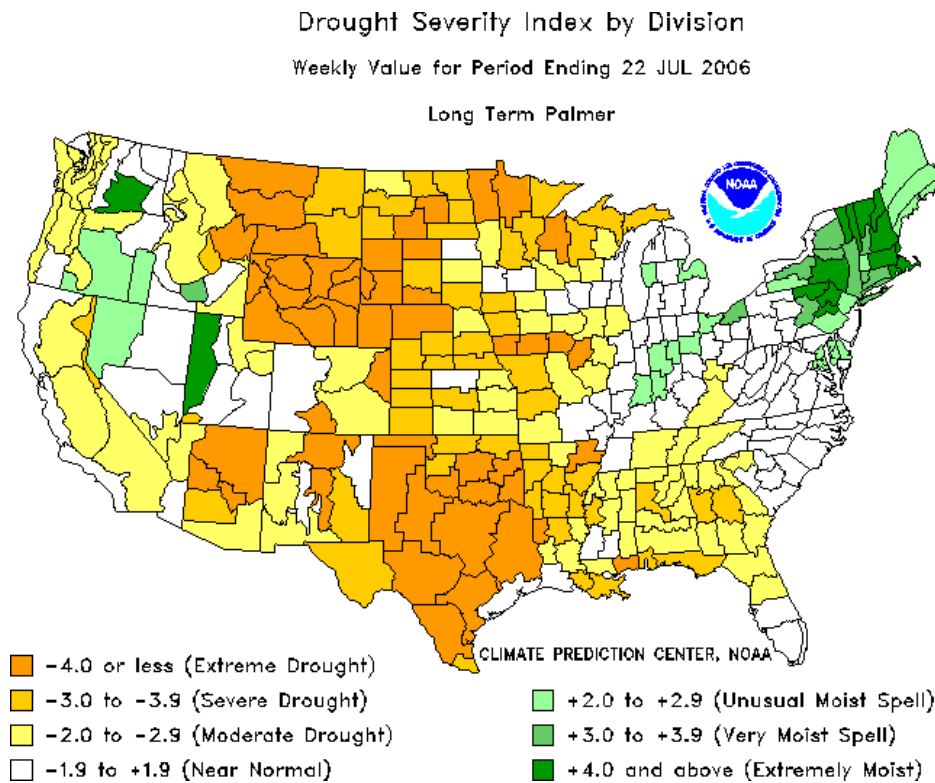 Drought Severity Index by Division
Weekly Value for Period Ending 22 JUL 2006
Long Term Palmer
NOAA
CLIMATE PREDICTION CENTER, NOAA
-4.0 or less (Extreme Drought)
-3.0 to -3.9 (Severe Drought)
-2.0 to -2.9 (Moderate Drought)
-1.9 to +1.9 (Near Normal)
+2.0 to +2.9 (Unusual Moist Spell)
+3.0 to +3.9 (Very Moist Spell)
+4.0 and above (Extremely Moist)